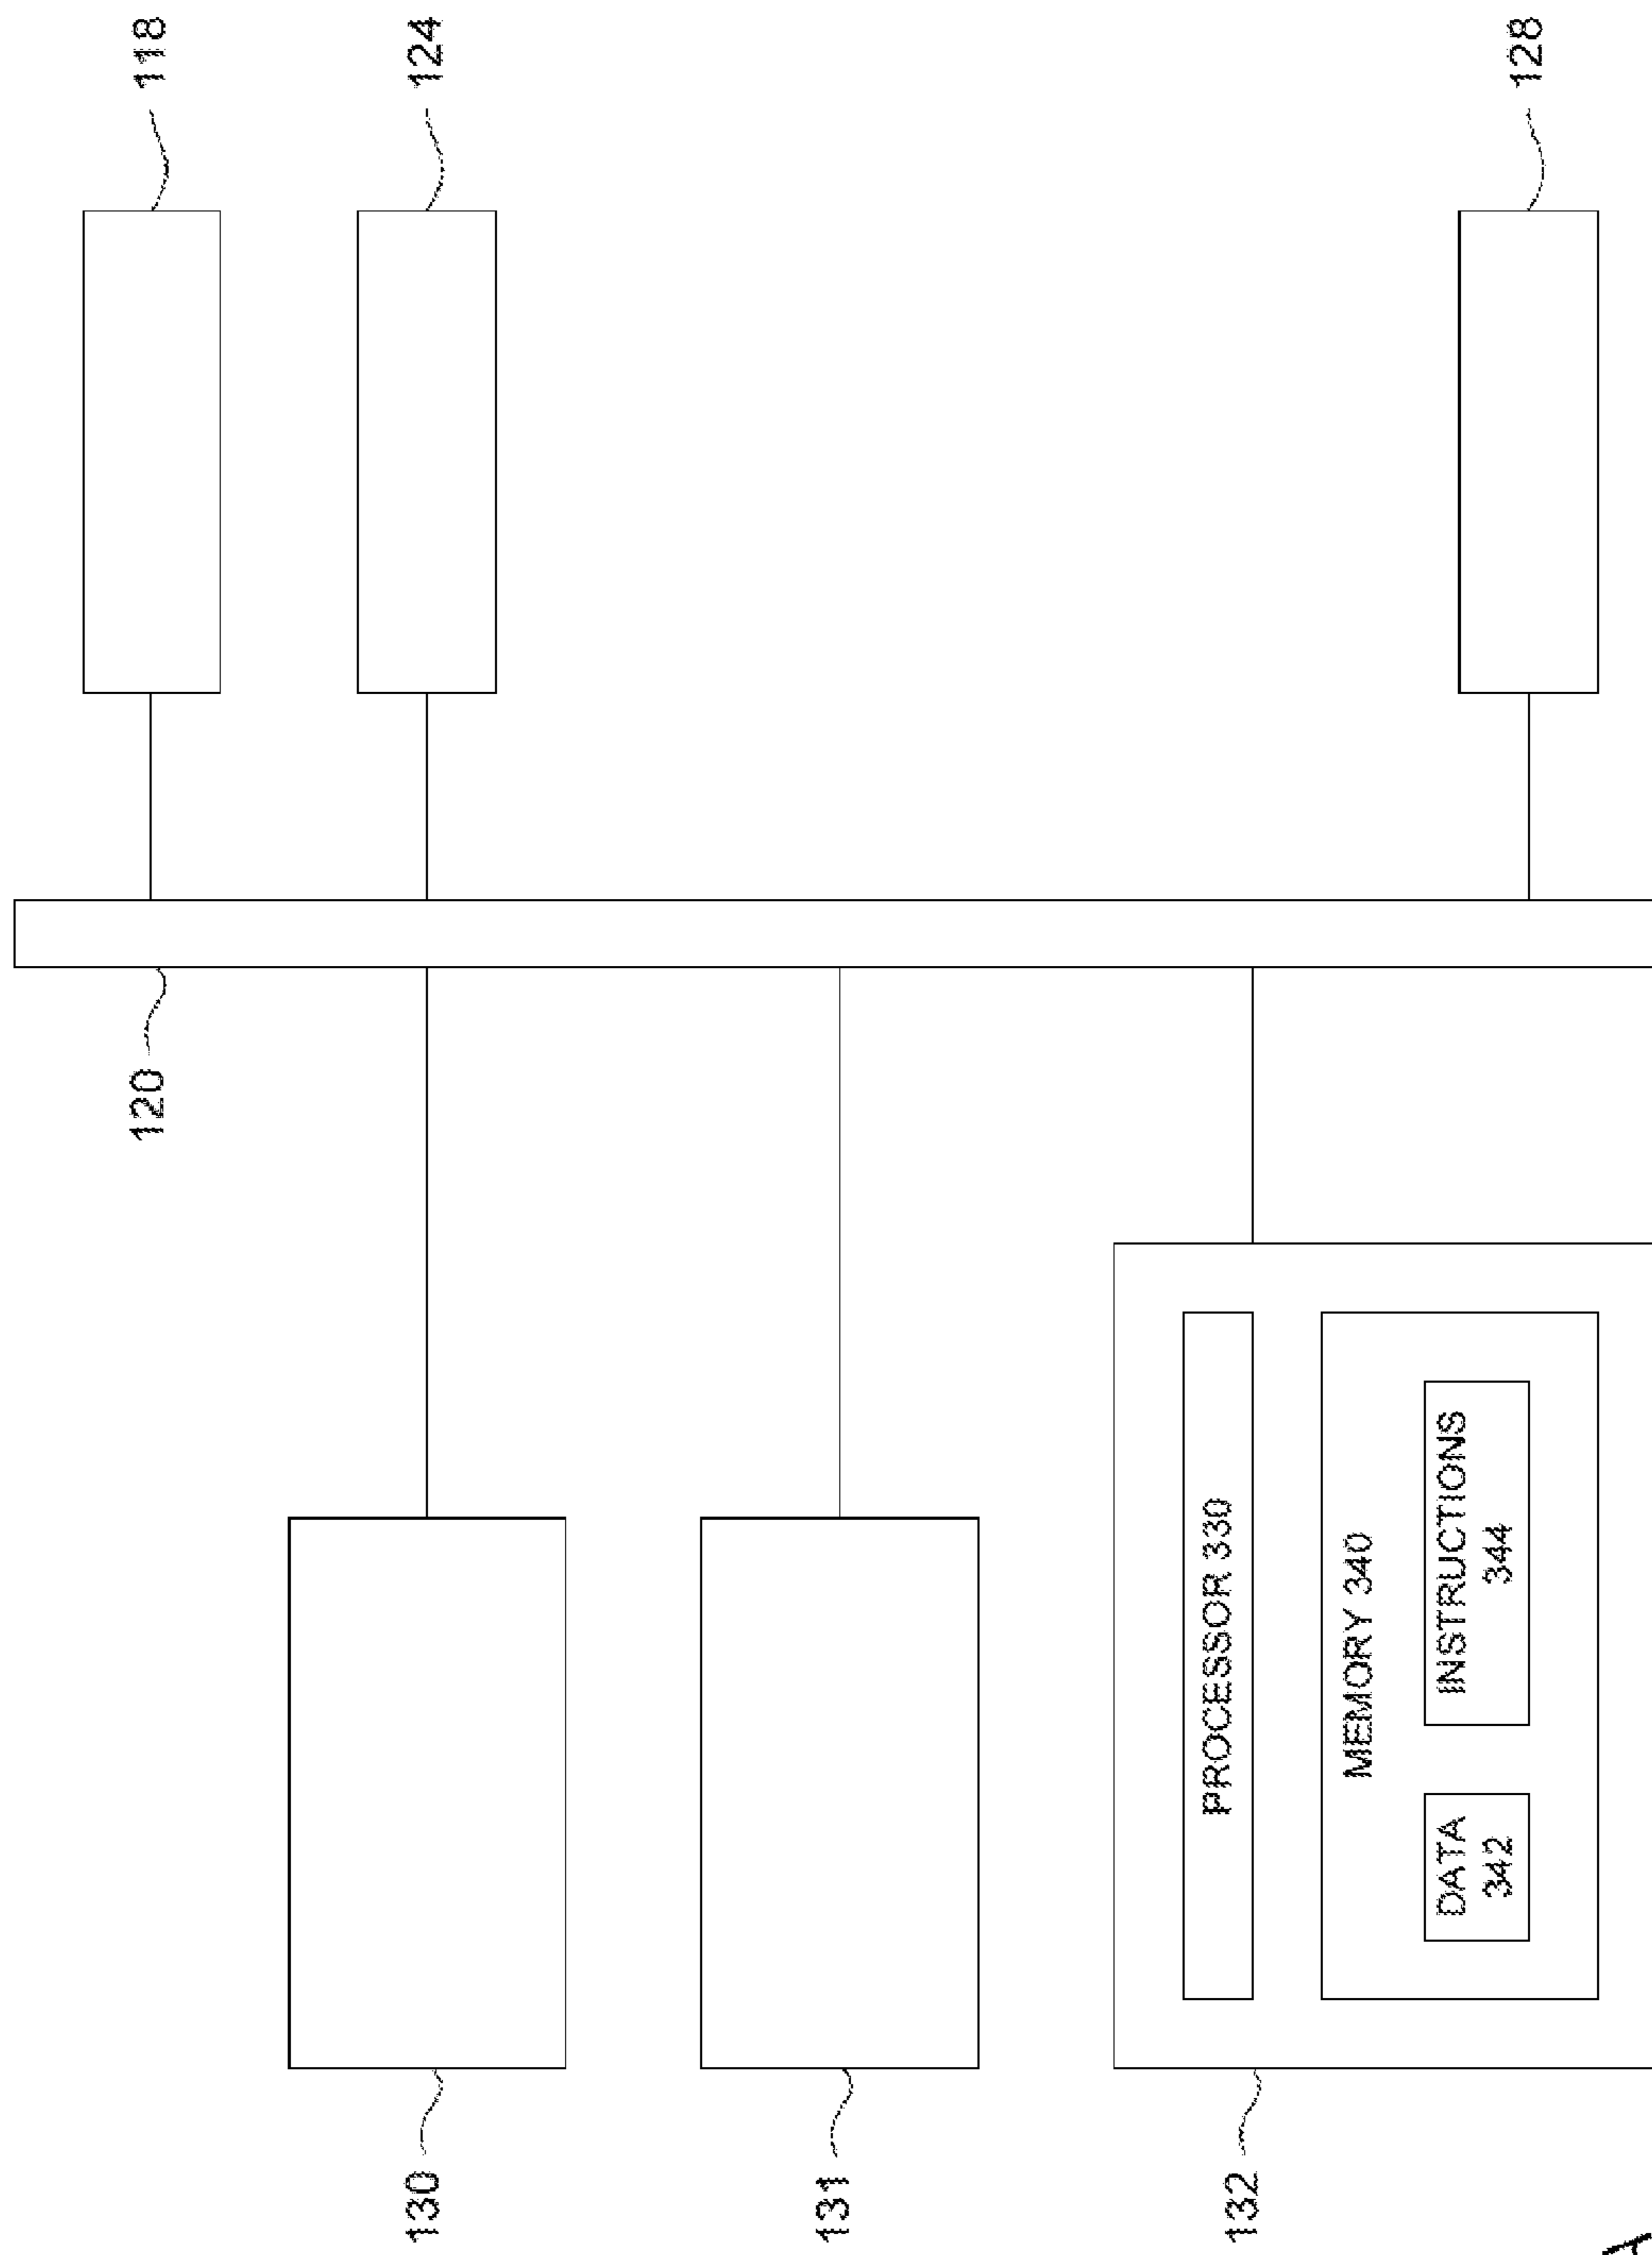 120
118
130
124
131
132
PROCESSOR 330
MEMORY 340
DATA
342
INSTRUCTIONS
344
128